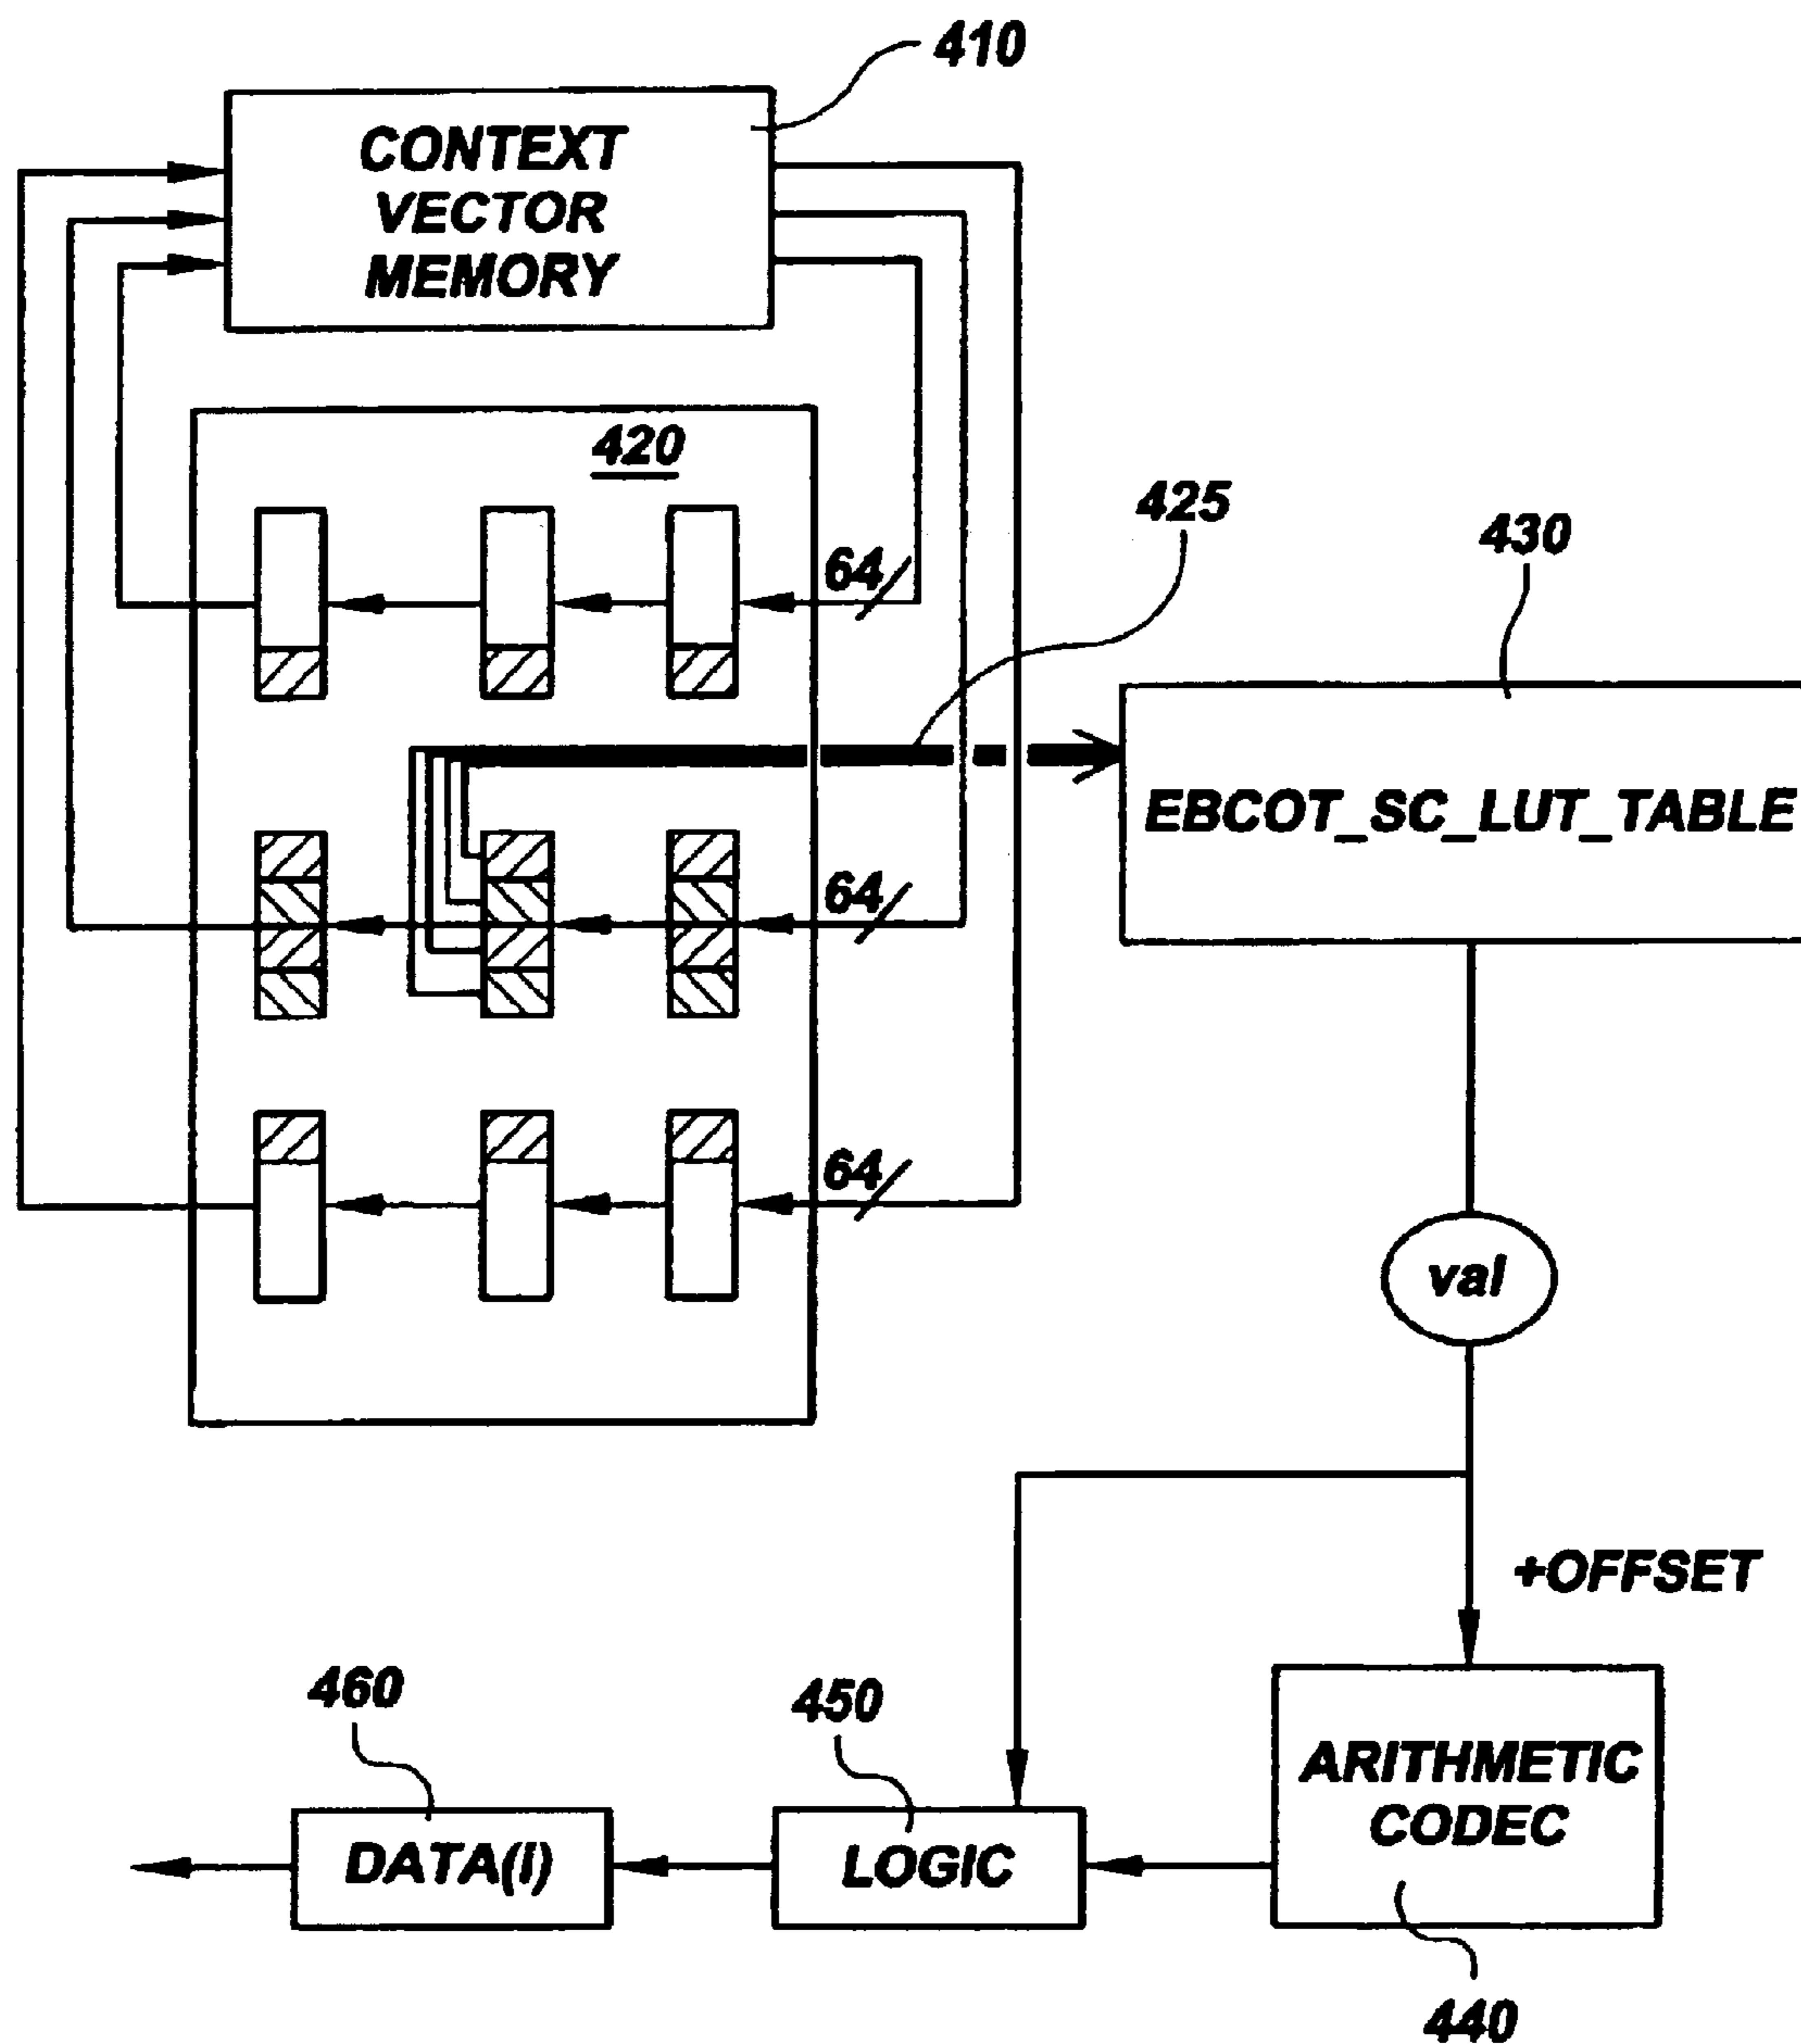 410
CONTEXT
VECTOR
MEMORY
420
425
430
64
EBCOT_SC_LUT_TABLE
64
64
val
+OFFSET
460
450
ARITHMETIC
CODEC
DATA(I)
LOGIC
440